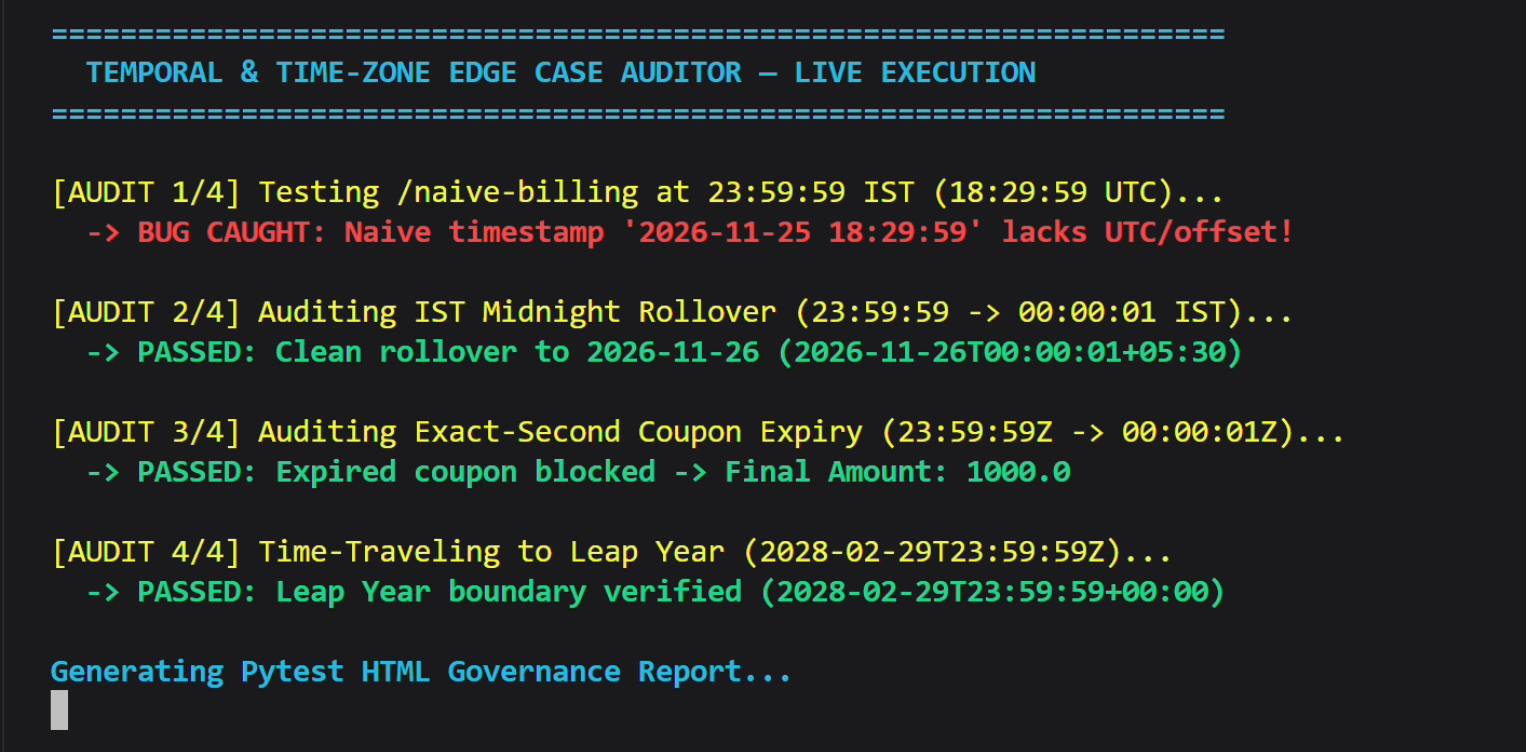 ====================================================================
TEMPORAL & TIME-ZONE EDGE CASE AUDITOR — LIVE EXECUTION
====================================================================
[AUDIT 1/4] Testing /naive-billing at 23:59:59 IST (18:29:59 UTC)...
-> BUG CAUGHT: Naive timestamp '2026-11-25 18:29:59' lacks UTC/offset!
[AUDIT 2/4] Auditing IST Midnight Rollover (23:59:59 -> 00:00:01 IST)...
-> PASSED: Clean rollover to 2026-11-26 (2026-11-26T00:00:01+05:30)
[AUDIT 3/4] Auditing Exact-Second Coupon Expiry (23:59:59Z -> 00:00:01Z)...
-> PASSED: Expired coupon blocked -> Final Amount: 1000.0
[AUDIT 4/4] Time-Traveling to Leap Year (2028-02-29T23:59:59Z)...
-> PASSED: Leap Year boundary verified (2028-02-29T23:59:59+00:00)
Generating Pytest HTML Governance Report...